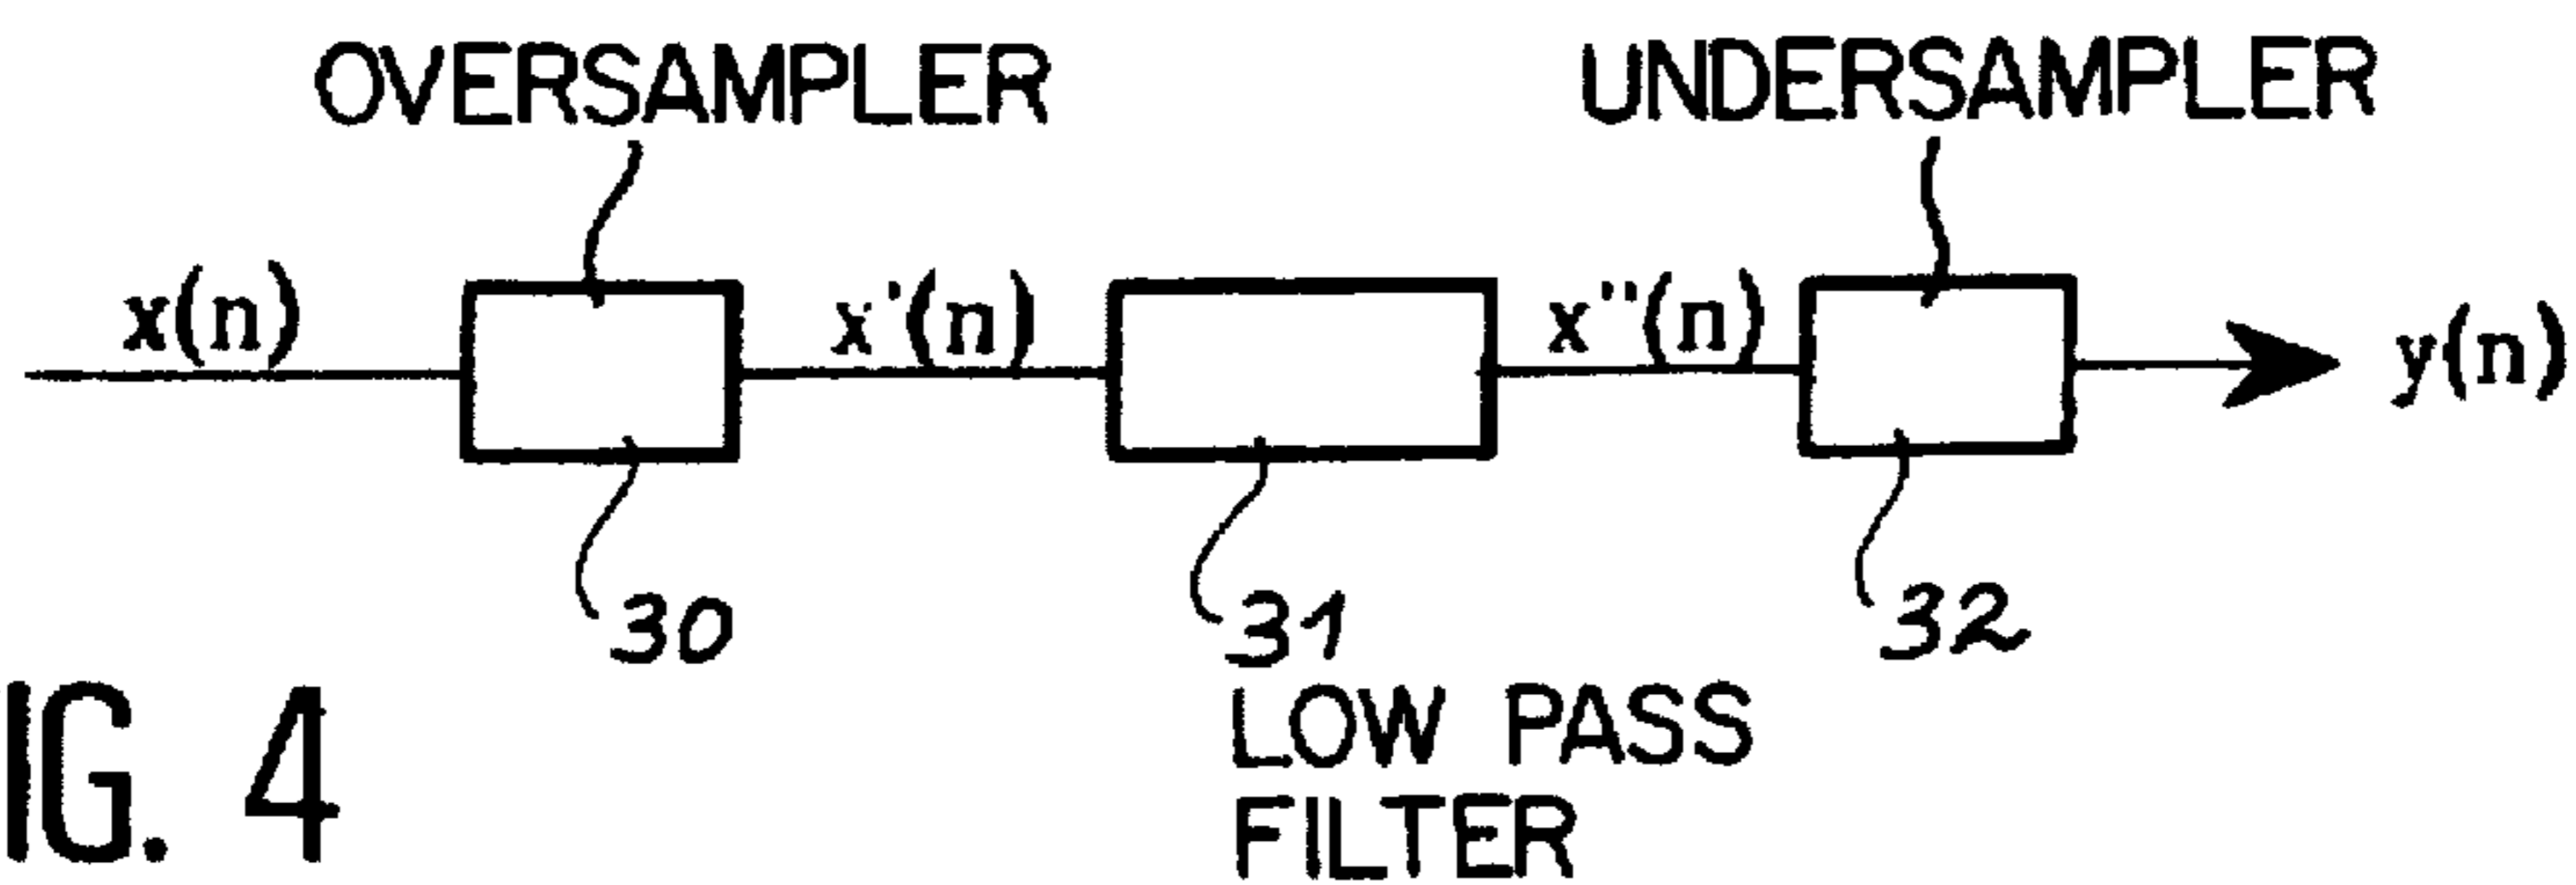 OVERSAMPLER UNDERSAMPLER
x(n) x'(n) x''(n) y(n)
30 31 32
LOW PASS
FILTER
IG. 4